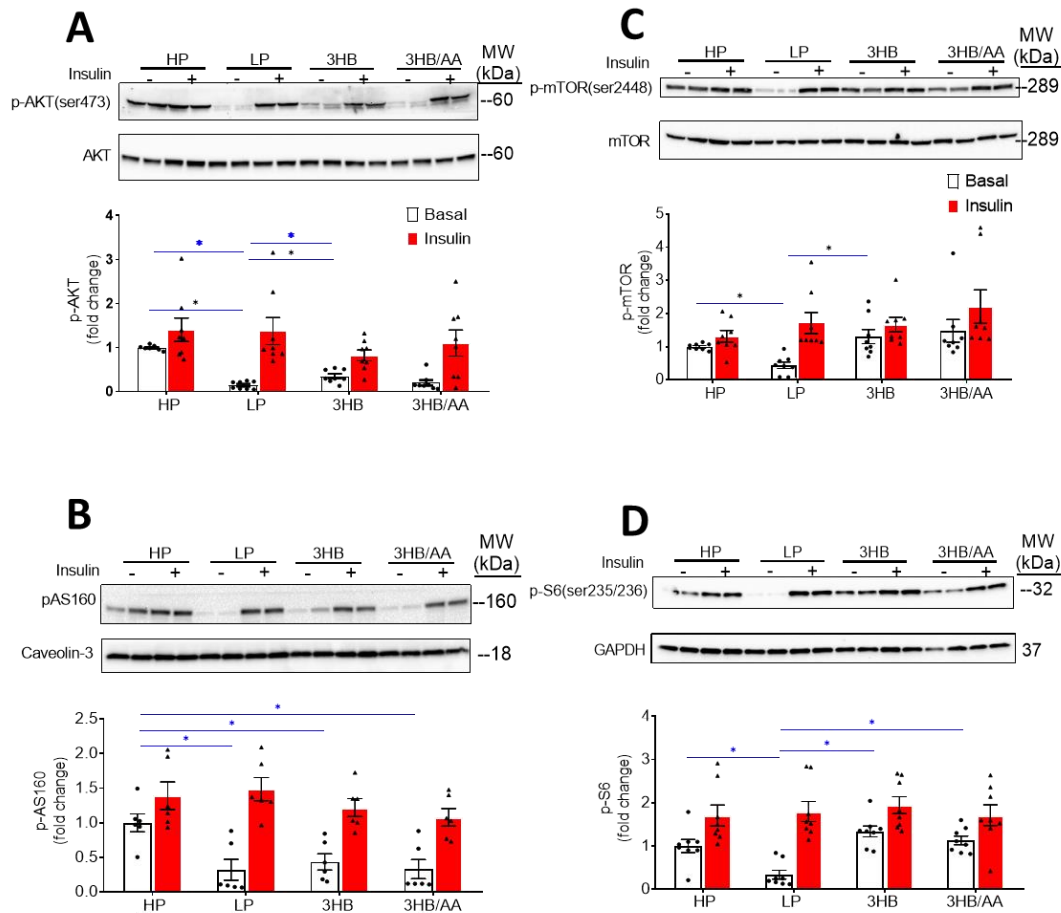 A
HP LP 3HB 3HB/AA MW (kDa)
Insulin - + - + - + - +
p-AKT(ser473) --60
AKT --60
4
3
2
1
0
p-AKT (fold change)
Basal
Insulin
* * * *
HP LP 3HB 3HB/AA
C
HP LP 3HB 3HB/AA MW (kDa)
Insulin - + - + - + - +
p-mTOR(ser2448) --289
mTOR --289
Basal
Insulin
5
4
3
2
1
0
p-mTOR (fold change)
* *
HP LP 3HB 3HB/AA
B
HP LP 3HB 3HB/AA MW (kDa)
Insulin - + - + - + - +
pAS160 --160
Caveolin-3 --18
2.5
2.0
1.5
1.0
0.5
0.0
p-AS160 (fold change)
* * *
HP LP 3HB 3HB/AA
D
HP LP 3HB 3HB/AA MW (kDa)
Insulin - + - + - + - +
p-S6(ser235/236) --32
GAPDH 37
4
3
2
1
0
p-S6 (fold change)
* * *
HP LP 3HB 3HB/AA